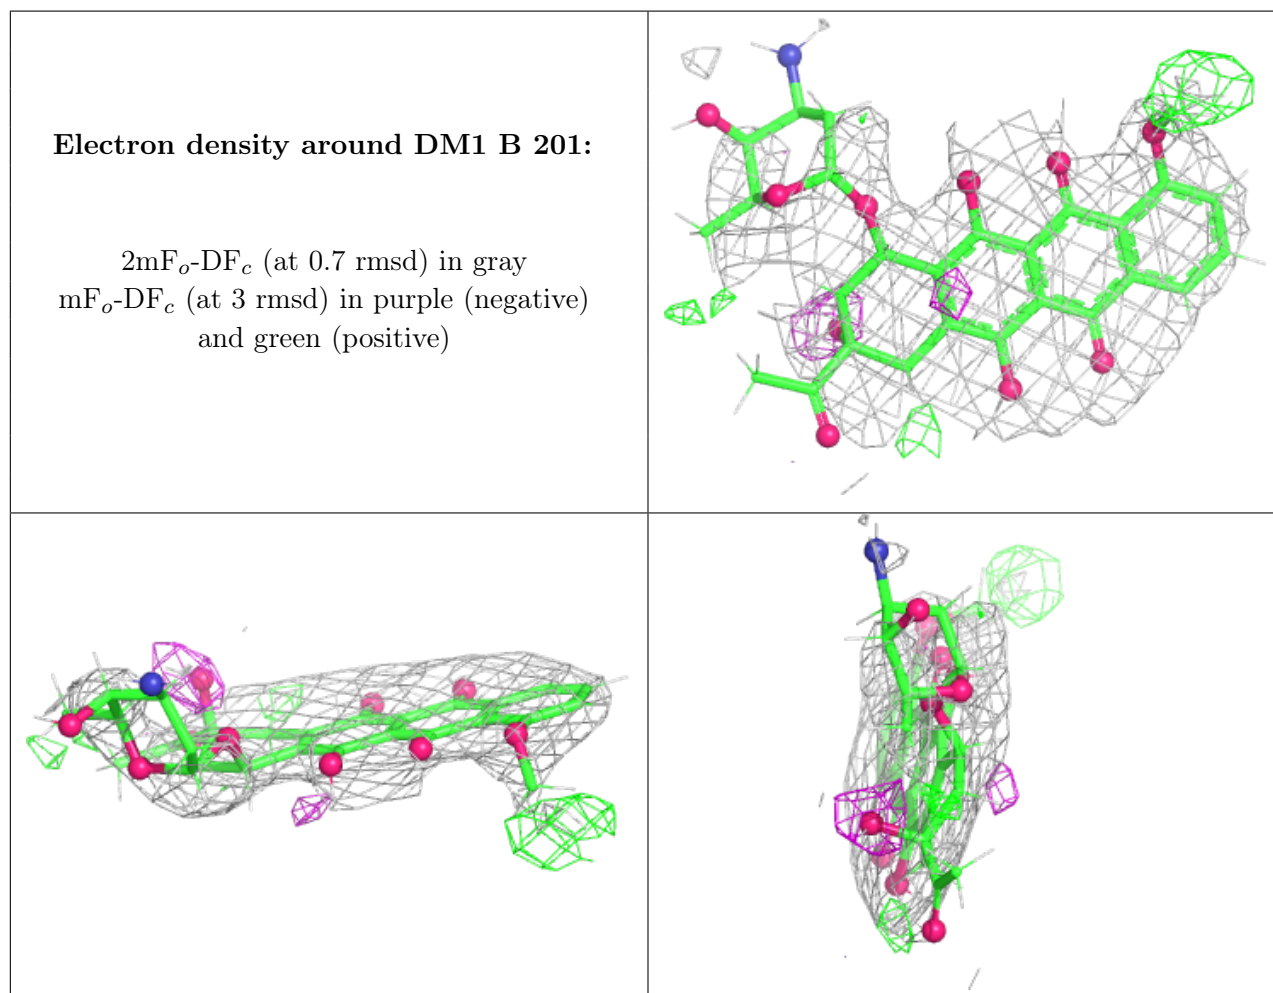 Electron density around DM1 B 201:
2mFo-DFc (at 0.7 rmsd) in gray
mFo-DFc (at 3 rmsd) in purple (negative)
and green (positive)